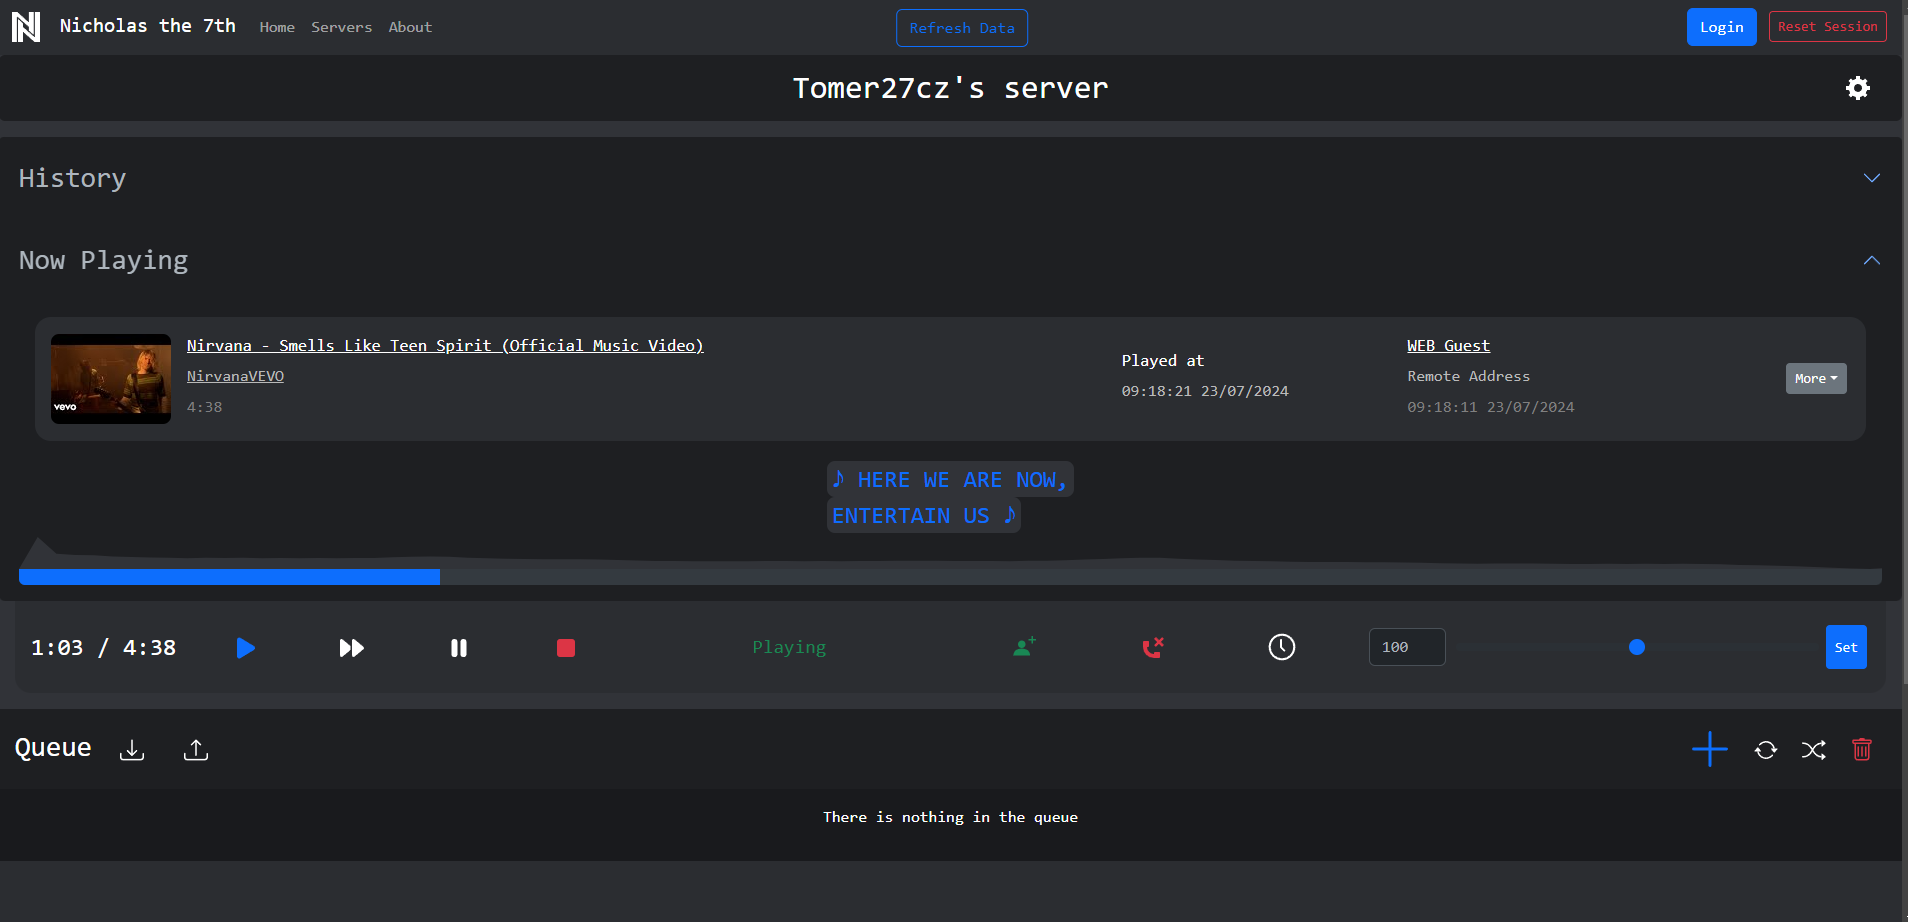 Nicholas the 7th Home Servers About Refresh Data Login Reset Session
Tomer27cz's server
History
Now Playing
vevo
Nirvana - Smells Like Teen Spirit (Official Music Video)
NirvanaVEVO
4:38
Played at
09:18:21 23/07/2024
WEB Guest
Remote Address
09:18:11 23/07/2024
More
♪ HERE WE ARE NOW,
ENTERTAIN US ♪
1:03 / 4:38 Playing 100 Set
Queue
There is nothing in the queue